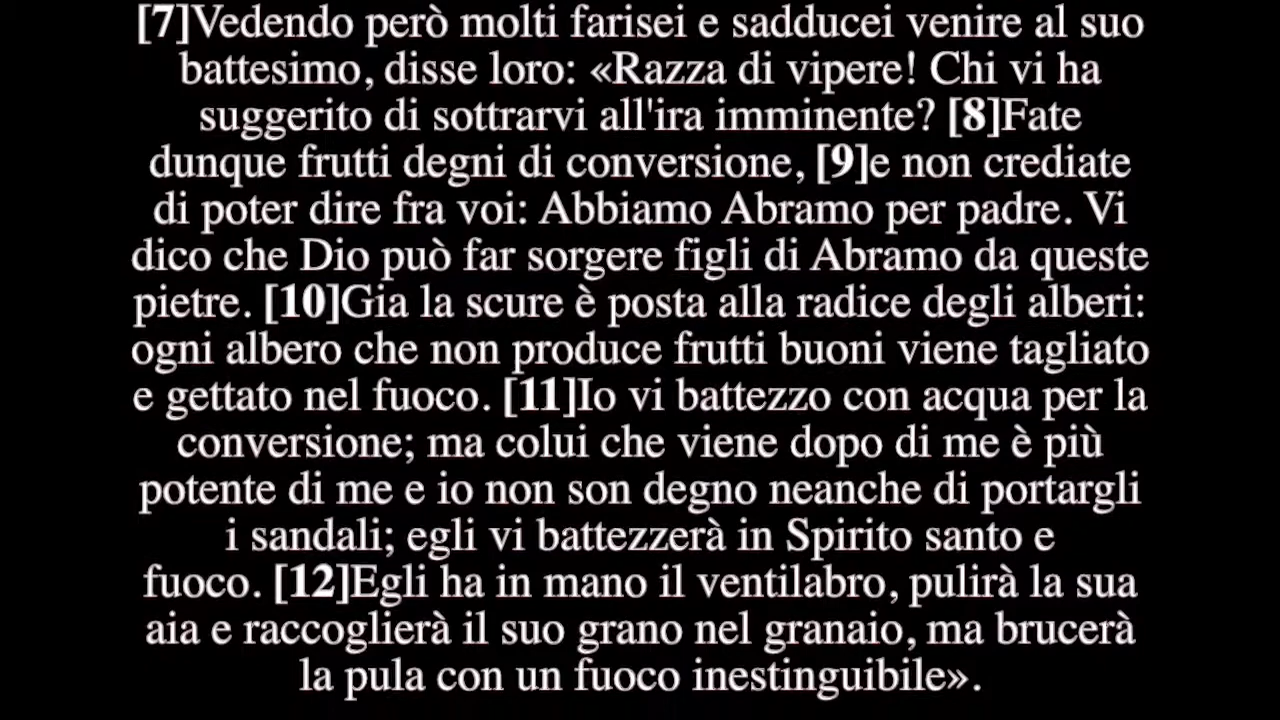 [7]Vedendo però molti farisei e sadducei venire al suo
battesimo, disse loro: «Razza di vipere! Chi vi ha
suggerito di sottrarvi all'ira imminente? [8]Fate
dunque frutti degni di conversione, [9]e non crediate
di poter dire fra voi: Abbiamo Abramo per padre. Vi
dico che Dio può far sorgere figli di Abramo da queste
pietre. [10]Gia la scure è posta alla radice degli alberi:
ogni albero che non produce frutti buoni viene tagliato
e gettato nel fuoco. [11]Io vi battezzo con acqua per la
conversione; ma colui che viene dopo di me è più
potente di me e io non son degno neanche di portargli
i sandali; egli vi battezzerà in Spirito santo e
fuoco. [12]Egli ha in mano il ventilabro, pulirà la sua
aia e raccoglierà il suo grano nel granaio, ma brucerà
la pula con un fuoco inestinguibile».